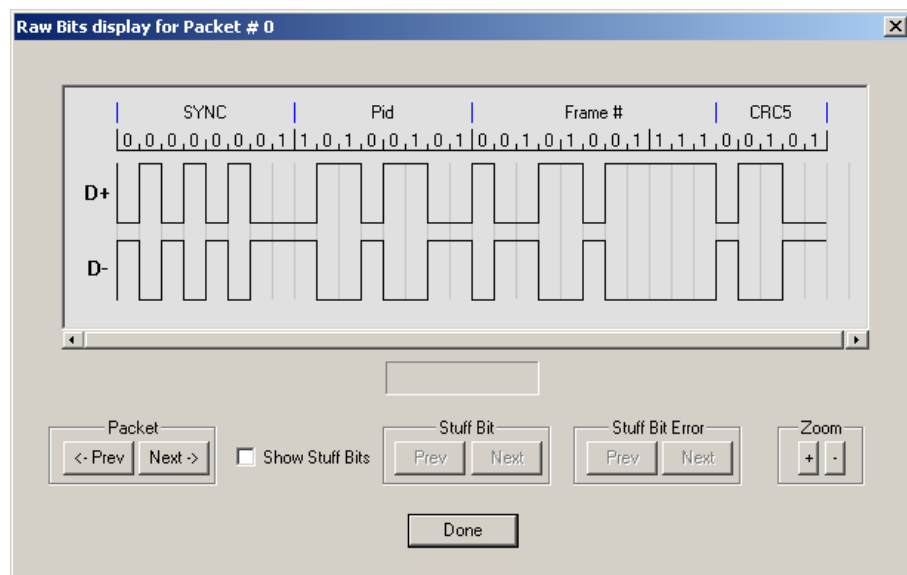 Raw Bits display for Packet # 0
SYNC Pid Frame # CRC5
0 0 0 0 0 0 0 1 1 0 1 0 0 1 0 1 0 0 1 0 1 0 0 1 1 1 1 0 0 1 0 1
D+
D-
Packet Stuff Bit Stuff Bit Error Zoom
<- Prev Next -> Show Stuff Bits Prev Next Prev Next + -
Done